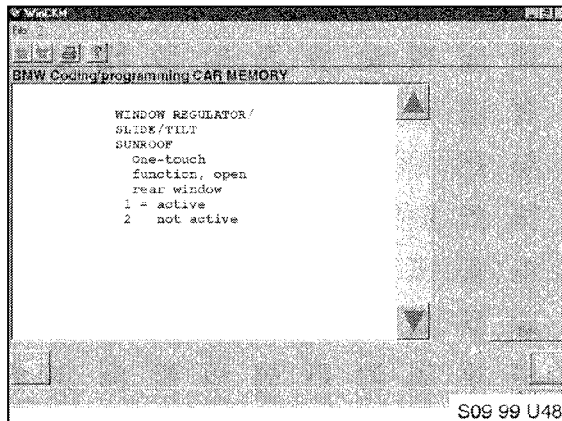 WinCKM
File ?
BMW Coding/programming CAR MEMORY
WINDOW REGULATOR/
SLIDE/TILT
SUNROOF
One-touch
function, open
rear window
1 = active
2 not active
S09 99 U48